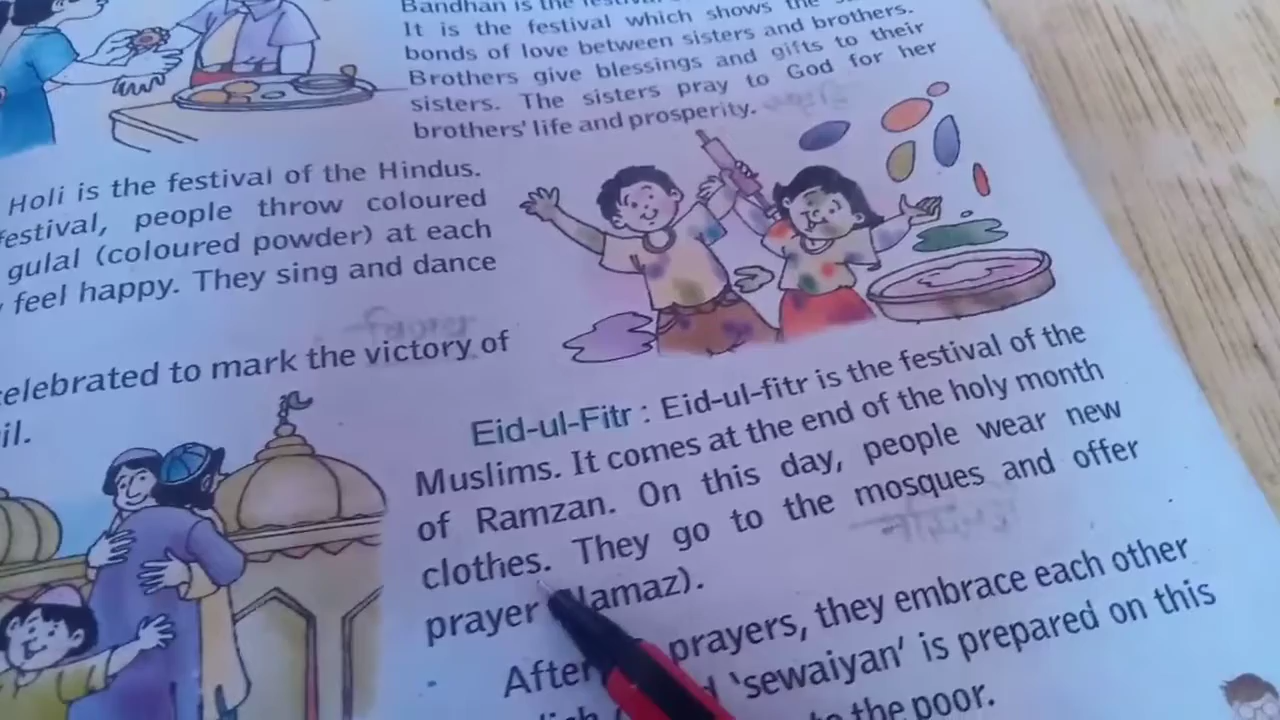 Bandhan is the
It is the festival which shows the
bonds of love between sisters and brothers.
Brothers give blessings and gifts to their
sisters. The sisters pray to God for her
brothers' life and prosperity.
Holi is the festival of the Hindus.
festival, people throw coloured
gulal (coloured powder) at each
feel happy. They sing and dance
celebrated to mark the victory of
Eid-ul-Fitr : Eid-ul-fitr is the festival of the
Muslims. It comes at the end of the holy month
of Ramzan. On this day, people wear new
clothes. They go to the mosques and offer
prayer
After prayers, they embrace each other
'sewaiyan' is prepared on this
the poor.